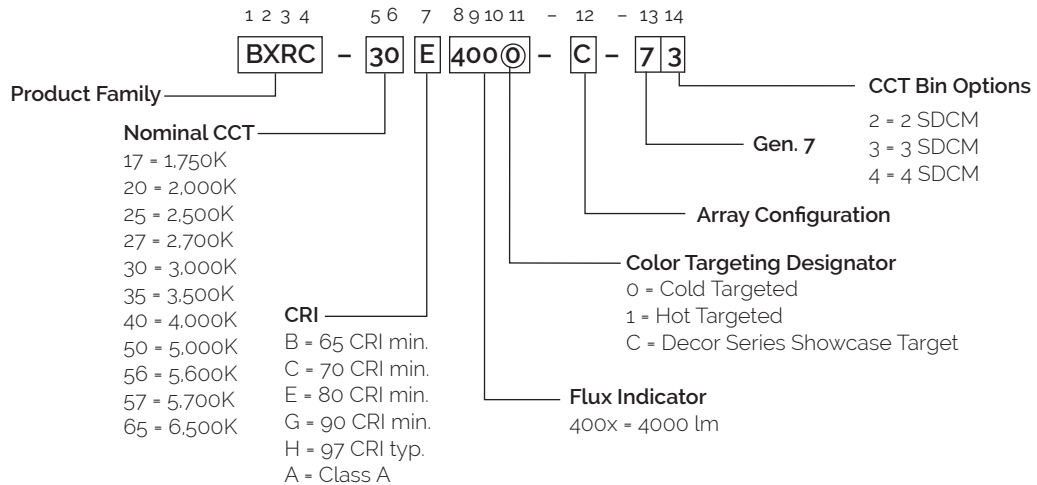 1 2 3 4 5 6 7 8 9 10 11 – 12 – 13 14
BXRC – 30 E 4000 – C – 7 3
Product Family
Nominal CCT
17 = 1,750K
20 = 2,000K
25 = 2,500K
27 = 2,700K
30 = 3,000K
35 = 3,500K
40 = 4,000K
50 = 5,000K
56 = 5,600K
57 = 5,700K
65 = 6,500K
CRI
B = 65 CRI min.
C = 70 CRI min.
E = 80 CRI min.
G = 90 CRI min.
H = 97 CRI typ.
A = Class A
Flux Indicator
400x = 4000 lm
Color Targeting Designator
0 = Cold Targeted
1 = Hot Targeted
C = Decor Series Showcase Target
Array Configuration
Gen. 7
CCT Bin Options
2 = 2 SDCM
3 = 3 SDCM
4 = 4 SDCM